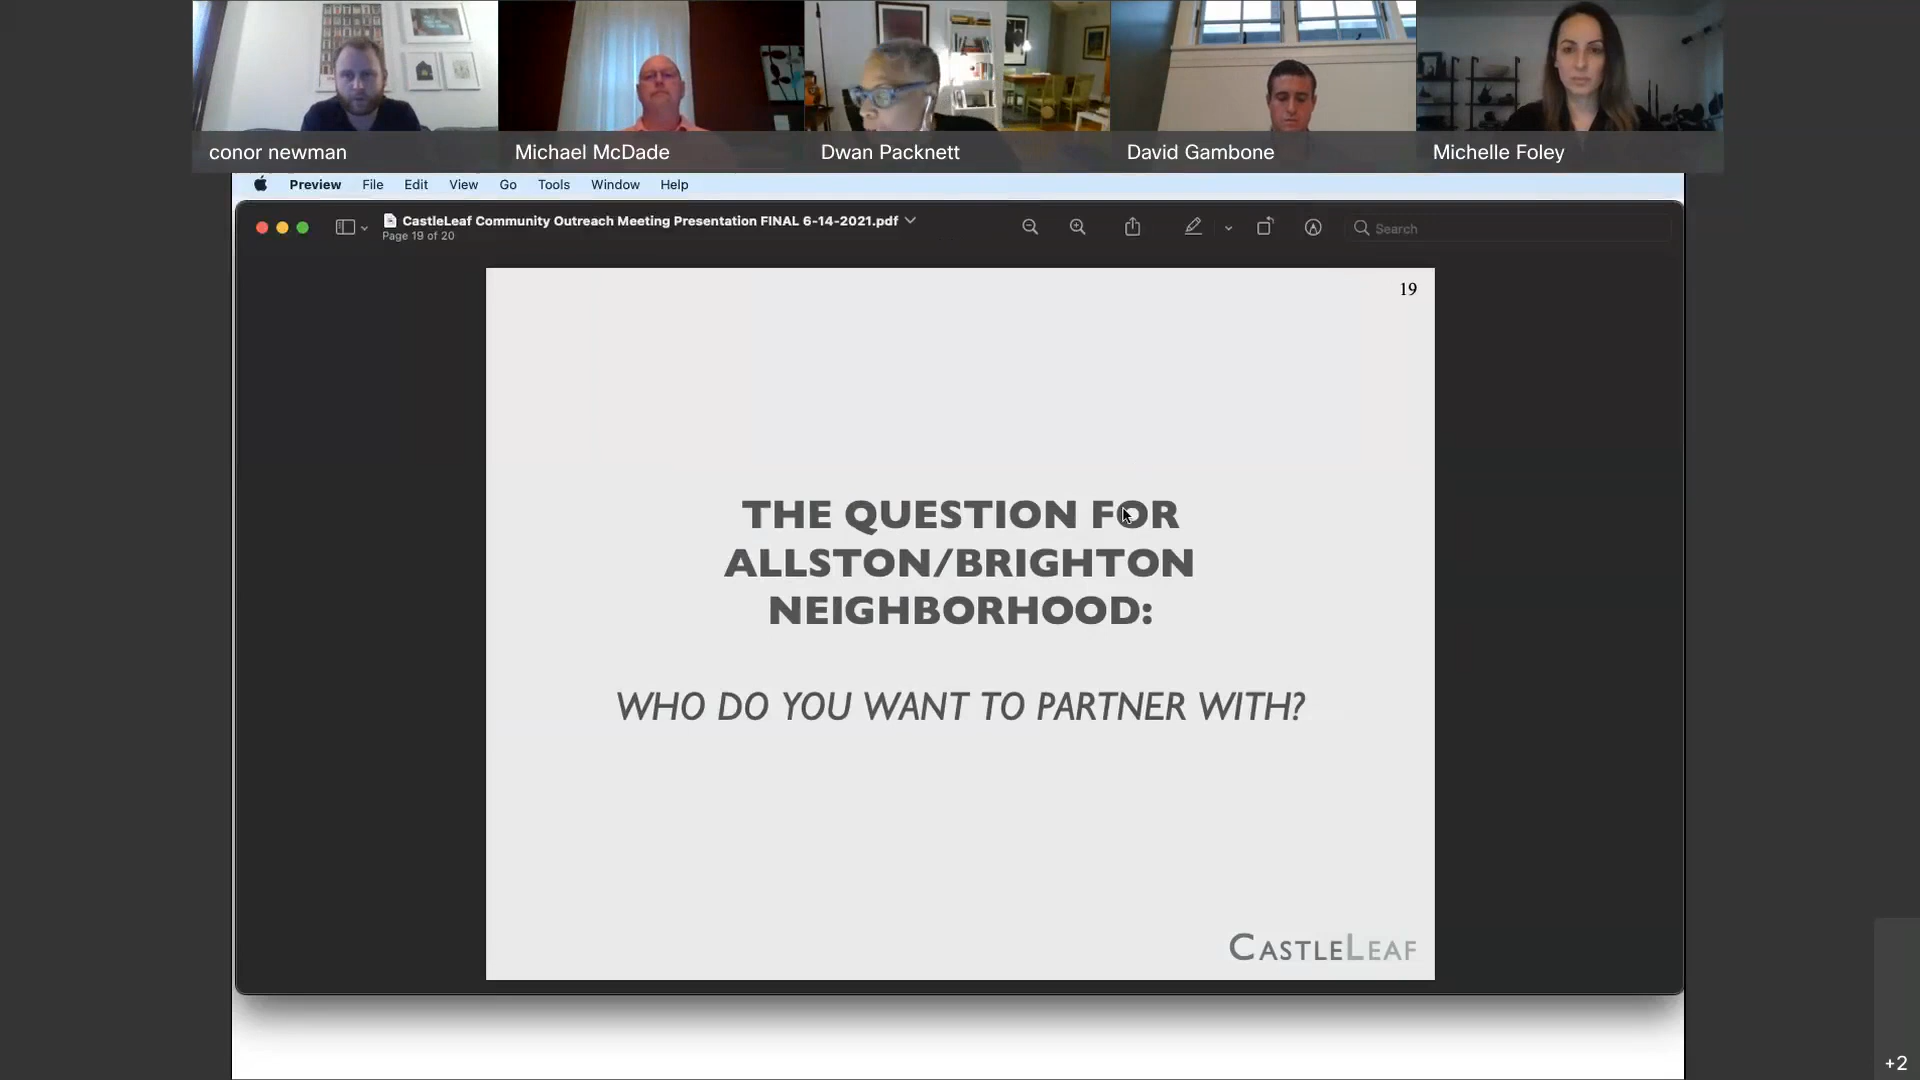 conor newman
Michael McDade
Dwan Packnett
David Gambone
Michelle Foley
Preview File Edit View Go Tools Window Help
CastleLeaf Community Outreach Meeting Presentation FINAL 6-14-2021.pdf
Page 19 of 20
Search
19
THE QUESTION FOR
ALLSTON/BRIGHTON
NEIGHBORHOOD:
WHO DO YOU WANT TO PARTNER WITH?
CASTLELEAF
+2